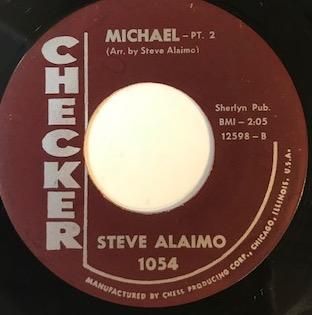 CHECKER
MICHAEL - PT. 2
(Arr. by Steve Alaimo)
Sherlyn Pub.
BMI - 2:05
12598 - B
STEVE ALAIMO
1054
MANUFACTURED BY CHESS PRODUCING CORP., CHICAGO, ILLINOIS, U.S.A.